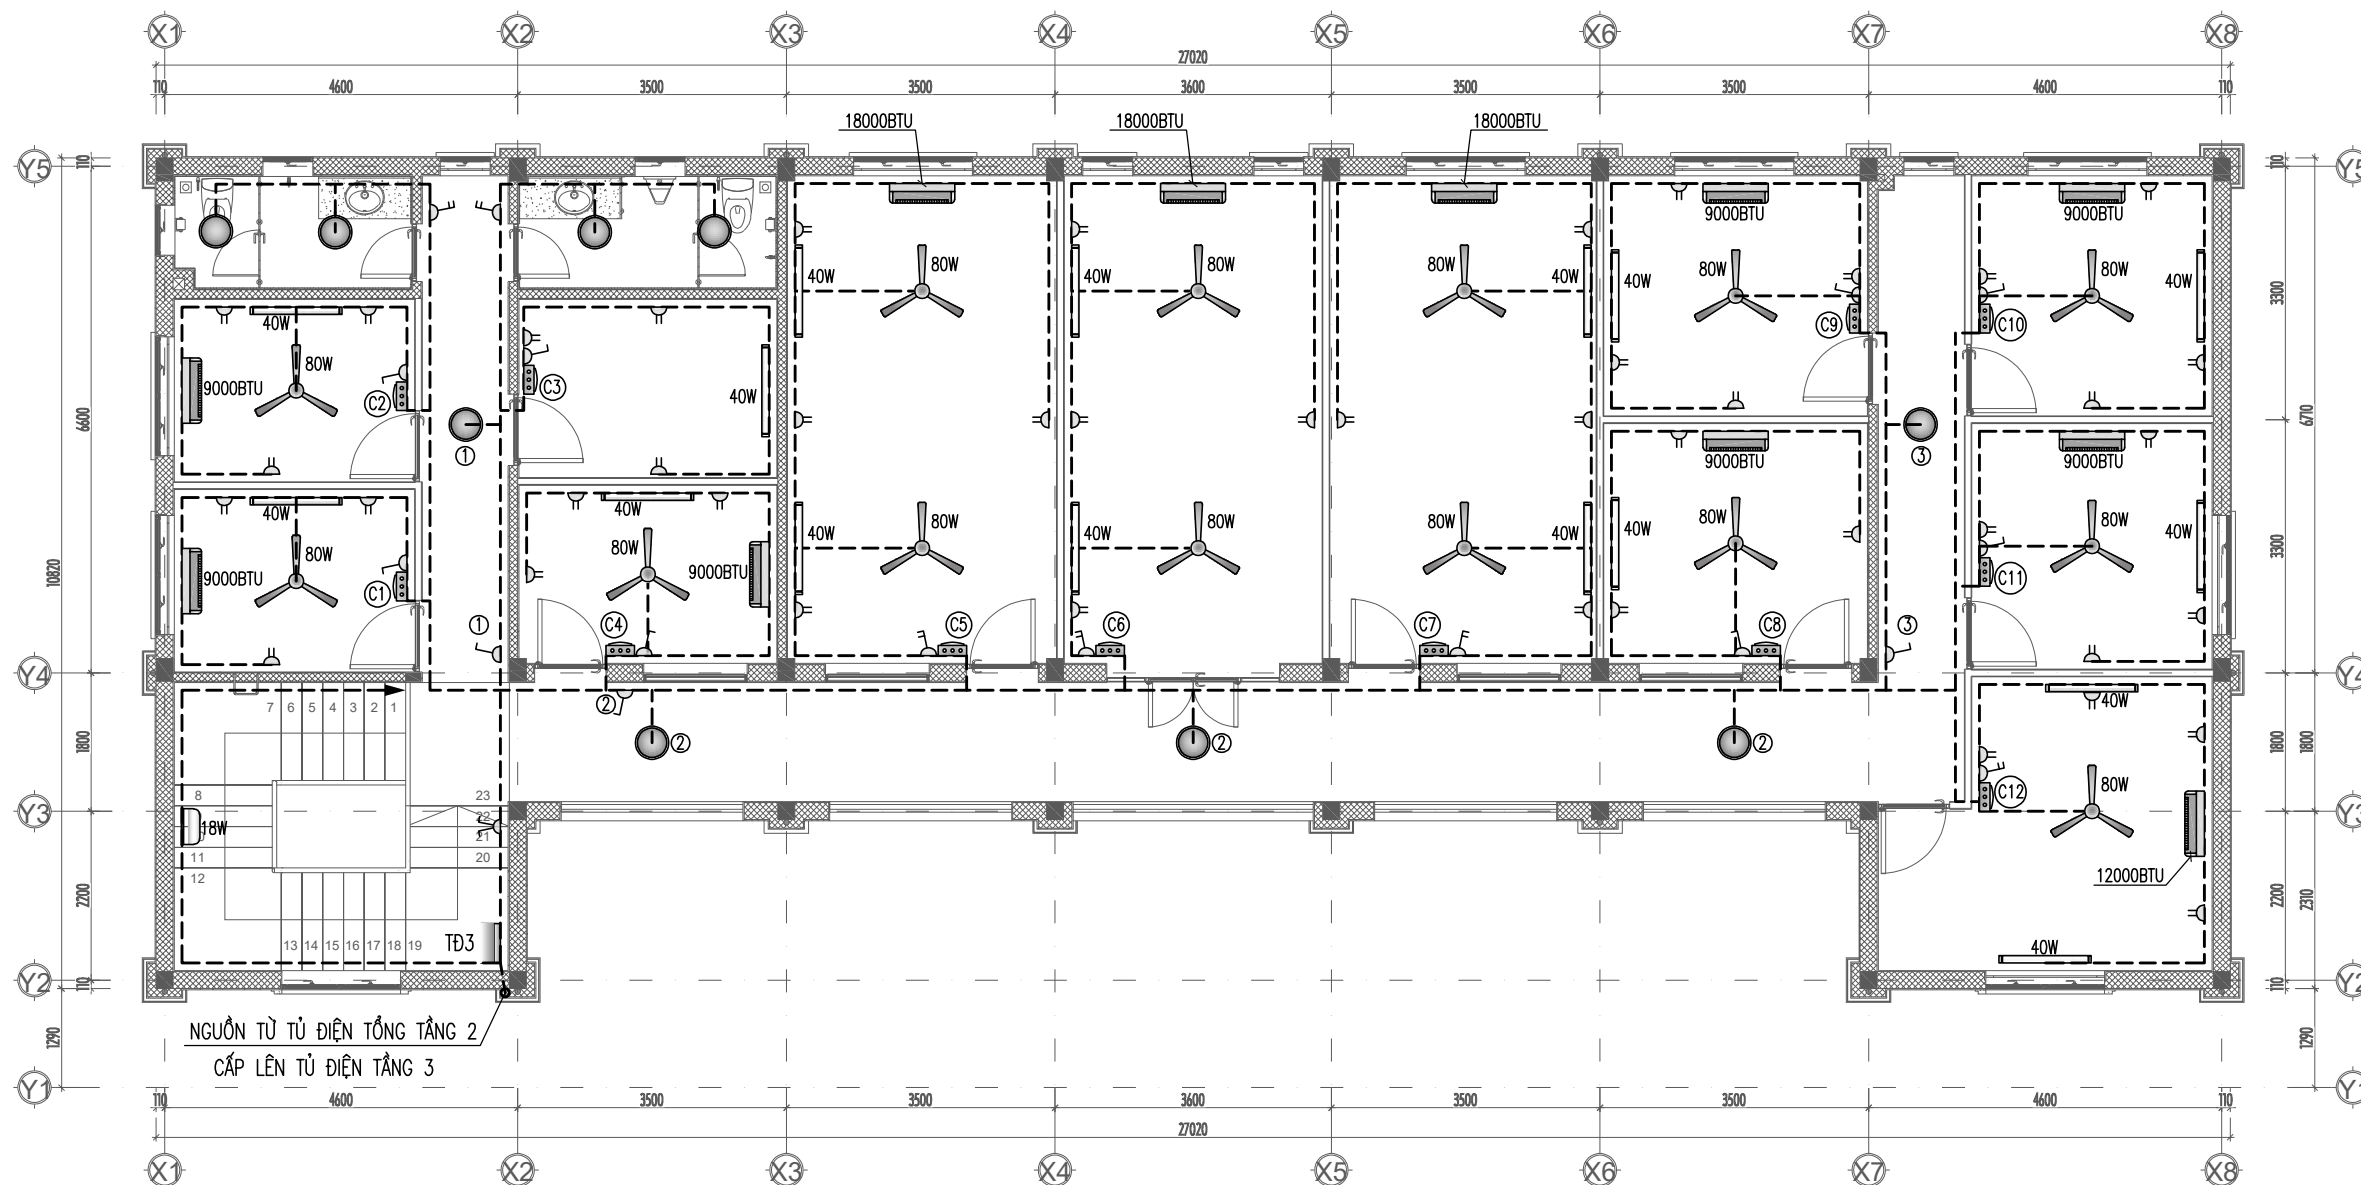 X1 X2 X3 X4 X5 X6 X7 X8
27020
110 4600 3500 3500 3600 3500 3500 4600 110
18000BTU 18000BTU 18000BTU
Y5 110 110 Y5
9000BTU 9000BTU
80W 80W 80W 80W 80W
40W 40W 40W 40W 40W 40W
3300
40W C9 C10
80W
9000BTU C2 C3 40W
6600 6710
1 3
9000BTU 9000BTU
40W 40W
80W 80W 80W 80W 80W 80W
40W 40W 40W 40W 40W 40W
3300
80W
9000BTU 9000BTU
10820
C1 C11
1 C4 C5 C6 C7 C8 3
Y4 Y4
7 6 5 4 3 2 1
2 40W
1800 2 2 2 1800 1800
8 23 80W C12
Y3 22 Y3
18W
21
11 20
12 12000BTU
2200 2200 2310
TĐ3 13 14 15 16 17 18 19
40W
Y2 110 110 Y2
NGUỒN TỪ TỦ ĐIỆN TỔNG TẦNG 2
CẤP LÊN TỦ ĐIỆN TẦNG 3
1290 1290
Y1 Y1
110 4600 3500 3500 3600 3500 3500 4600 110
27020
X1 X2 X3 X4 X5 X6 X7 X8